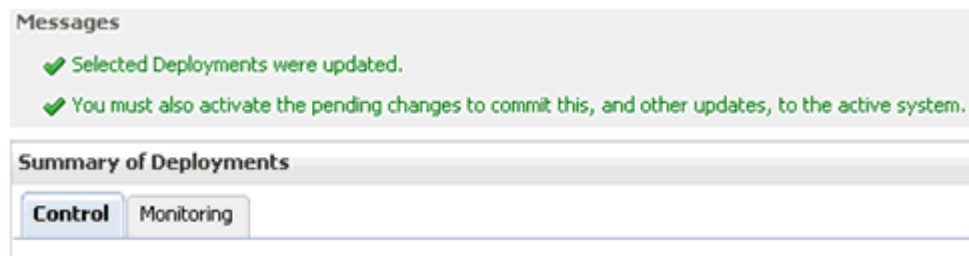 Messages
Selected Deployments were updated.
You must also activate the pending changes to commit this, and other updates, to the active system.
Summary of Deployments
Control Monitoring